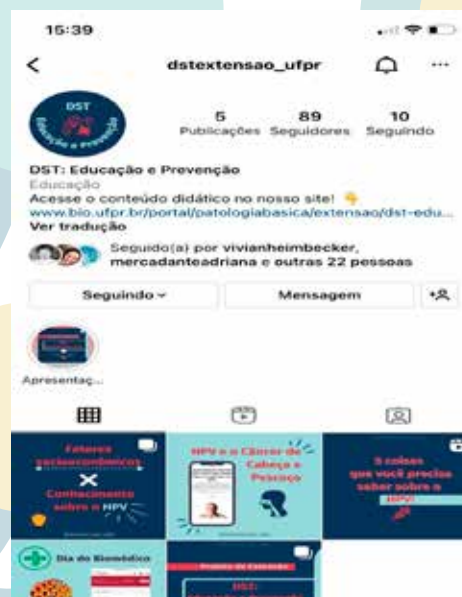 15:39
dstextensao_ufpr
DST
Educação e Prevenção
5 89 10
Publicações Seguidores Seguindo
DST: Educação e Prevenção
Educação
Acesse o conteúdo didático no nosso site! 👇
www.bio.ufpr.br/portal/patologiabasica/extensao/dst-edu...
Ver tradução
Seguido(a) por vivianheimbecker,
mercadanteadriana e outras 22 pessoas
Seguindo
Mensagem
Apresentaç...
Fatores
socioeconômicos
X
Conhecimento
sobre o HPV
HPV e o Câncer de
Cabeça e
Pescoço
5 coisas
que você precisa
saber sobre o
HPV!
Dia do Biomédico
Projeto de Extensão
DST: